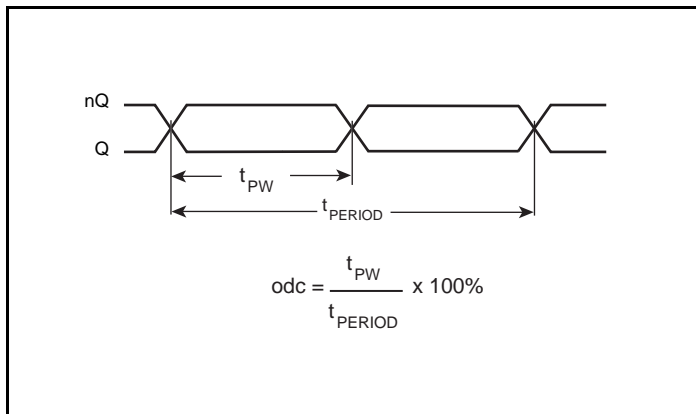 nQ
Q
tPW
tPERIOD
odc = tPW / tPERIOD x 100%